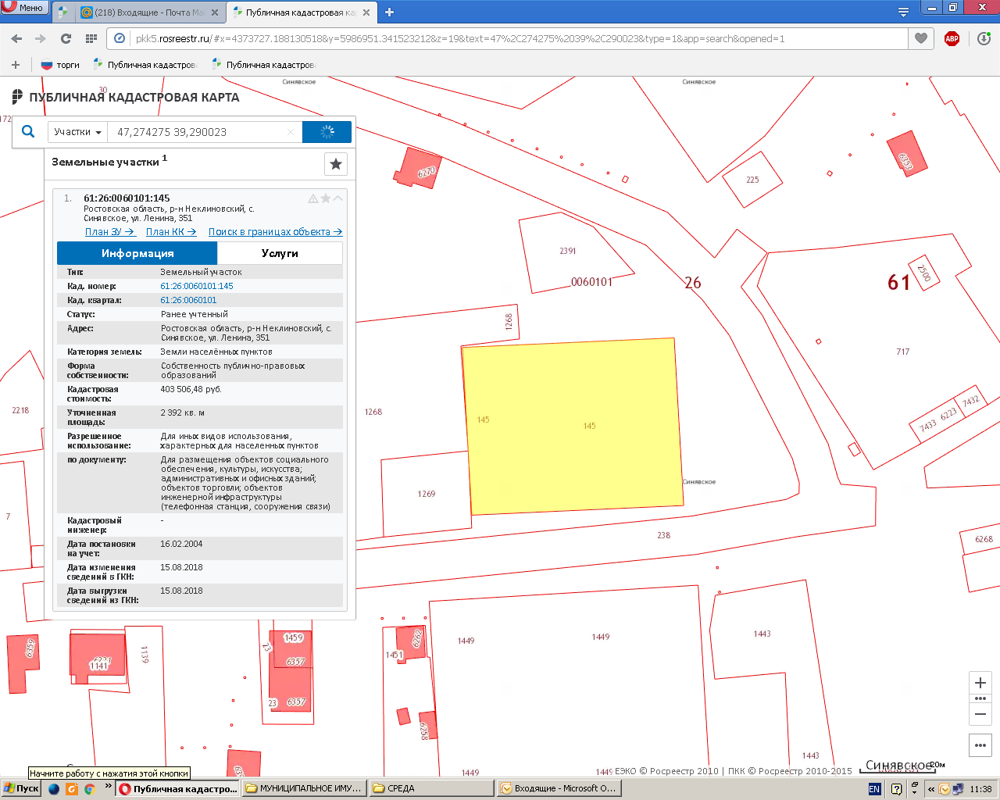 Меню
(218) Входящие - Почта Ma
Публичная кадастровая ка
pkk5.rosreestr.ru/#x=4373727.188130518&y=5986951.341523212&z=19&text=47%2C274275%2039%2C290023&type=1&app=search&opened=1
ABP
торги
Публичная кадастрова
Публичная кадастрова
ПУБЛИЧНАЯ КАДАСТРОВАЯ КАРТА
Участки
47,274275 39,290023
Земельные участки 1
1. 61:26:0060101:145
Ростовская область, р-н Неклиновский, с.
Синявское, ул. Ленина, 351
План ЗУ → План КК → Поиск в границах объекта →
Информация Услуги
Тип: Земельный участок
Кад. номер: 61:26:0060101:145
Кад. квартал: 61:26:0060101
Статус: Ранее учтенный
Адрес: Ростовская область, р-н Неклиновский, с.
Синявское, ул. Ленина, 351
Категория земель: Земли населённых пунктов
Форма собственности: Собственность публично-правовых
образований
Кадастровая стоимость: 403 506,48 руб.
Уточненная площадь: 2 392 кв. м
Разрешенное использование: Для иных видов использования,
характерных для населенных пунктов
по документу: Для размещения объектов социального
обеспечения, культуры, искусства;
административных и офисных зданий;
объектов торговли; объектов
инженерной инфраструктуры
(телефонная станция, сооружения связи)
Кадастровый инженер: -
Дата постановки на учет: 16.02.2004
Дата изменения сведений в ГКН: 15.08.2018
Дата выгрузки сведений из ГКН: 15.08.2018
30
172
Синявское
Синявское
6270
225
6353
2391
0060101
26
61
2500
1268
717
1268
145
145
7433
6223
7432
2218
Синявское
1269
7
238
6268
6359
1141
1139
23
1459
6357
6357
23
1451
6262
6258
1449
1449
1443
1443
1449
Синявское
20м
ЕЭКО © Росреестр 2010 | ПКК © Росреестр 2010-2015
Начните работу с нажатия этой кнопки
Пуск
Публичная кадастро...
МУНИЦИПАЛЬНОЕ ИМУ...
СРЕДА
Входящие - Microsoft O...
EN
11:38